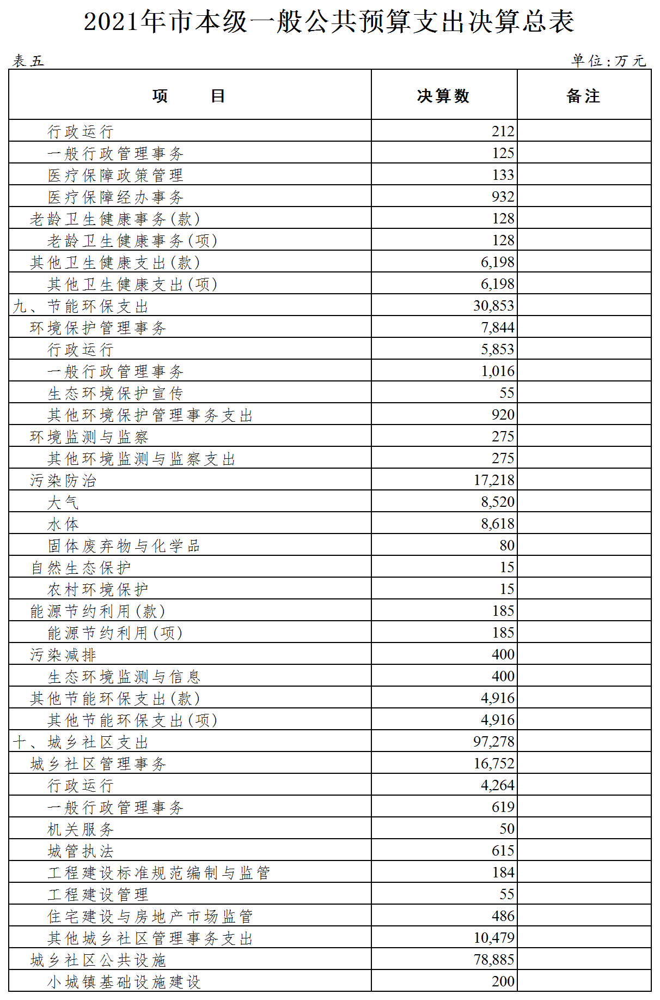 2021年市本级一般公共预算支出决算总表
表五 单位:万元
项 目 决算数 备注
行政运行 212
一般行政管理事务 125
医疗保障政策管理 133
医疗保障经办事务 932
老龄卫生健康事务(款) 128
老龄卫生健康事务(项) 128
其他卫生健康支出(款) 6,198
其他卫生健康支出(项) 6,198
九、节能环保支出 30,853
环境保护管理事务 7,844
行政运行 5,853
一般行政管理事务 1,016
生态环境保护宣传 55
其他环境保护管理事务支出 920
环境监测与监察 275
其他环境监测与监察支出 275
污染防治 17,218
大气 8,520
水体 8,618
固体废弃物与化学品 80
自然生态保护 15
农村环境保护 15
能源节约利用(款) 185
能源节约利用(项) 185
污染减排 400
生态环境监测与信息 400
其他节能环保支出(款) 4,916
其他节能环保支出(项) 4,916
十、城乡社区支出 97,278
城乡社区管理事务 16,752
行政运行 4,264
一般行政管理事务 619
机关服务 50
城管执法 615
工程建设标准规范编制与监管 184
工程建设管理 55
住宅建设与房地产市场监管 486
其他城乡社区管理事务支出 10,479
城乡社区公共设施 78,885
小城镇基础设施建设 200